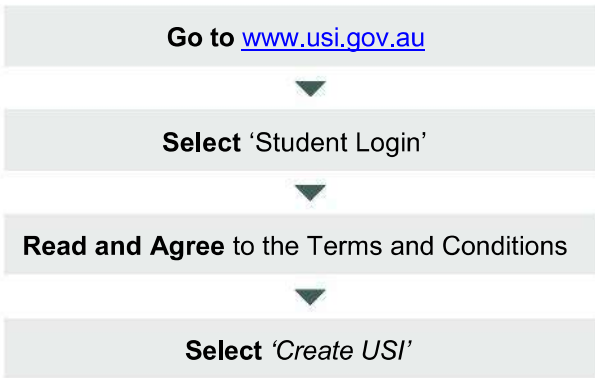 Go to www.usi.gov.au
Select ‘Student Login’
Read and Agree to the Terms and Conditions
Select ‘Create USI’